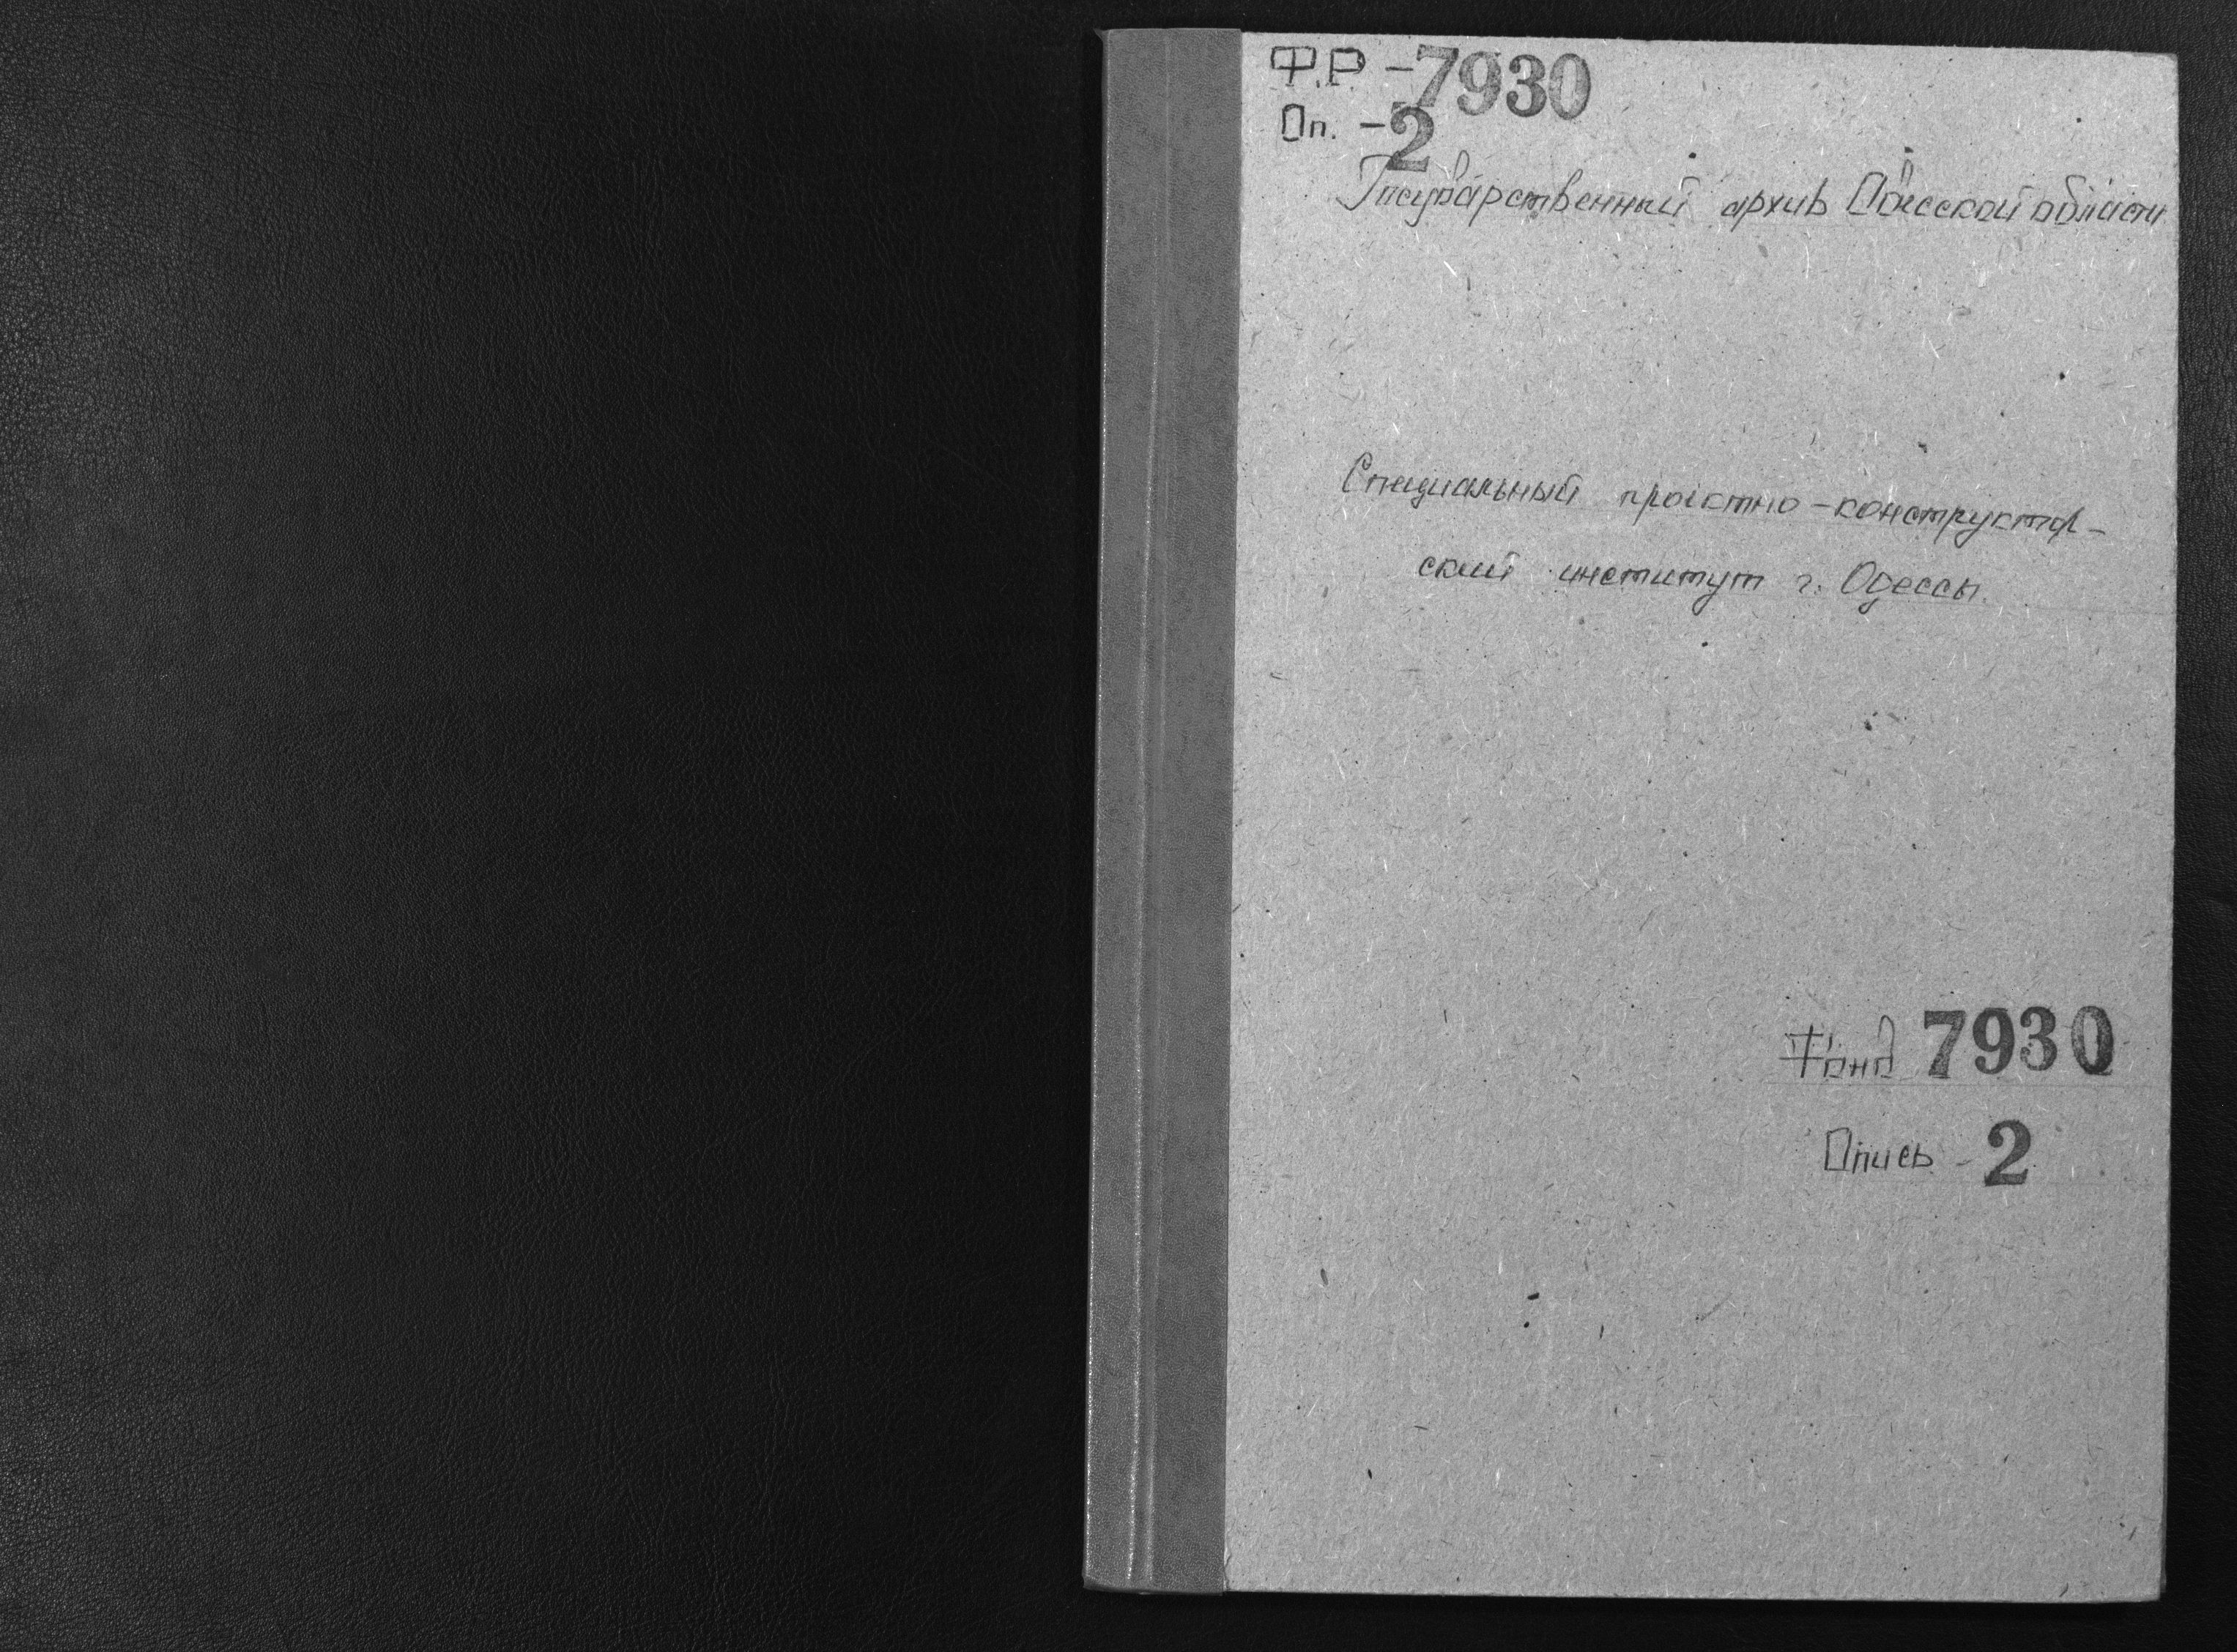 Ф.Р. - 7930
Оп. - 2
Государственный архив Одесской области
Специальный проектно-конструктор-
ский институт г. Одессы.
Фонд 7930
Опись - 2